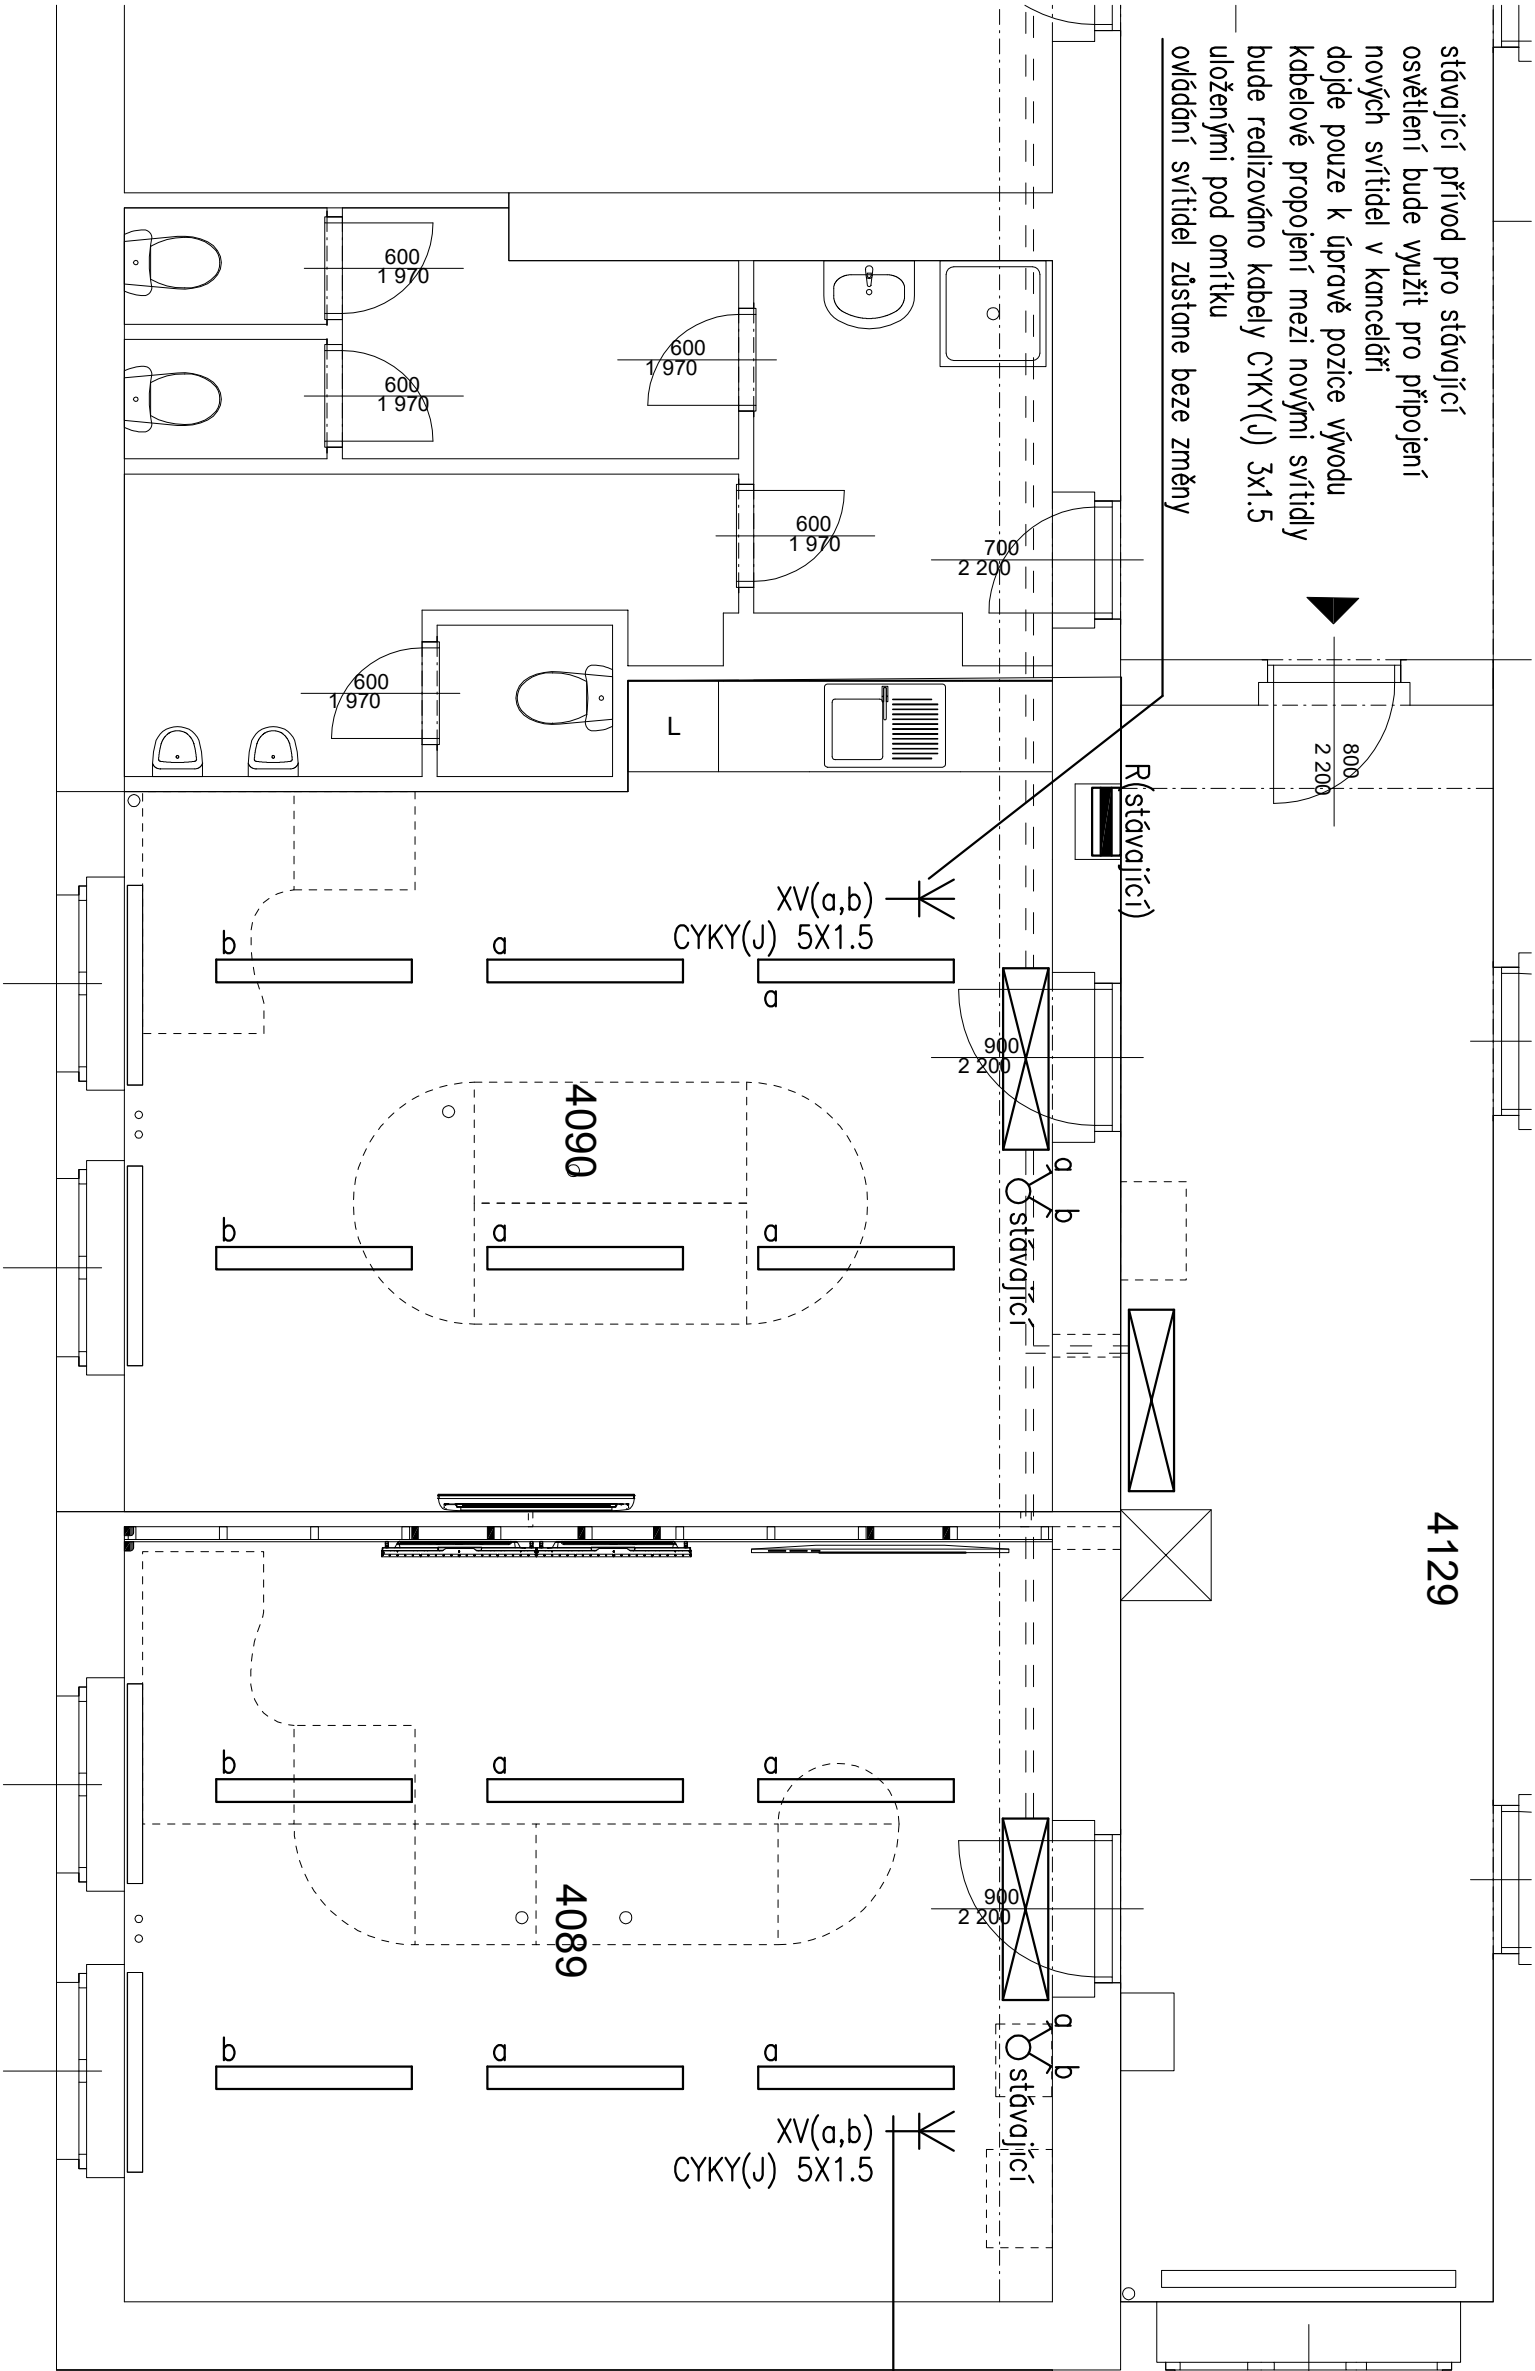 stávající přívod pro stávající
osvětlení bude využit pro připojení
nových svítidel v kanceláři
dojde pouze k úpravě pozice vývodu
kabelové propojení mezi novými svítidly
bude realizováno kabely CYKY(J) 3x1.5
uloženými pod omítku
ovládání svítidel zůstane beze změny
600
1 970
600
1 970
600
1 970
600
1 970
700
2 200
600
1 970
L
800
2 200
R(stávající)
XV(a,b)
CYKY(J) 5X1.5
b
a
a
900
2 200
4090
a
b
stávající
b
a
a
4129
b
a
a
4089
900
2 200
a
b
stávající
b
a
a
XV(a,b)
CYKY(J) 5X1.5